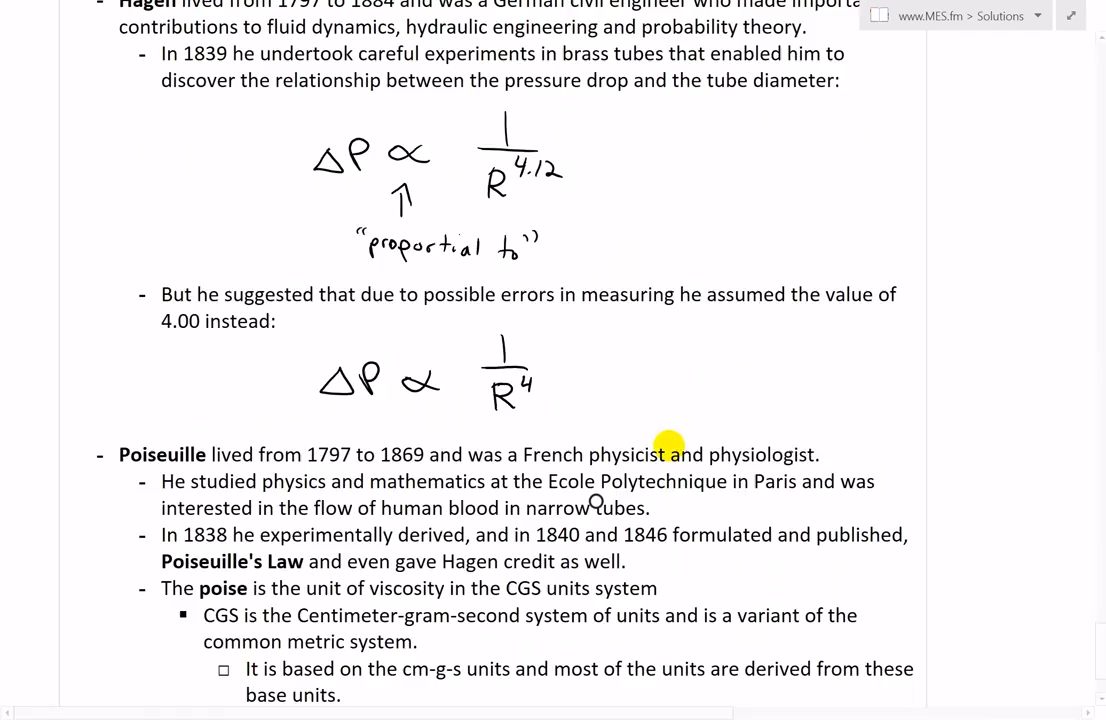 - Hagen lived from 1797 to 1884 and was a German civil engineer who made importa
www.MES.fm > Solutions
contributions to fluid dynamics, hydraulic engineering and probability theory.
- In 1839 he undertook careful experiments in brass tubes that enabled him to
discover the relationship between the pressure drop and the tube diameter:
ΔP ∝ 1/R^4.12
↑
"proportial to"
- But he suggested that due to possible errors in measuring he assumed the value of
4.00 instead:
ΔP ∝ 1/R^4
- Poiseuille lived from 1797 to 1869 and was a French physicist and physiologist.
- He studied physics and mathematics at the Ecole Polytechnique in Paris and was
interested in the flow of human blood in narrow tubes.
- In 1838 he experimentally derived, and in 1840 and 1846 formulated and published,
Poiseuille's Law and even gave Hagen credit as well.
- The poise is the unit of viscosity in the CGS units system
▪ CGS is the Centimeter-gram-second system of units and is a variant of the
common metric system.
□ It is based on the cm-g-s units and most of the units are derived from these
base units.